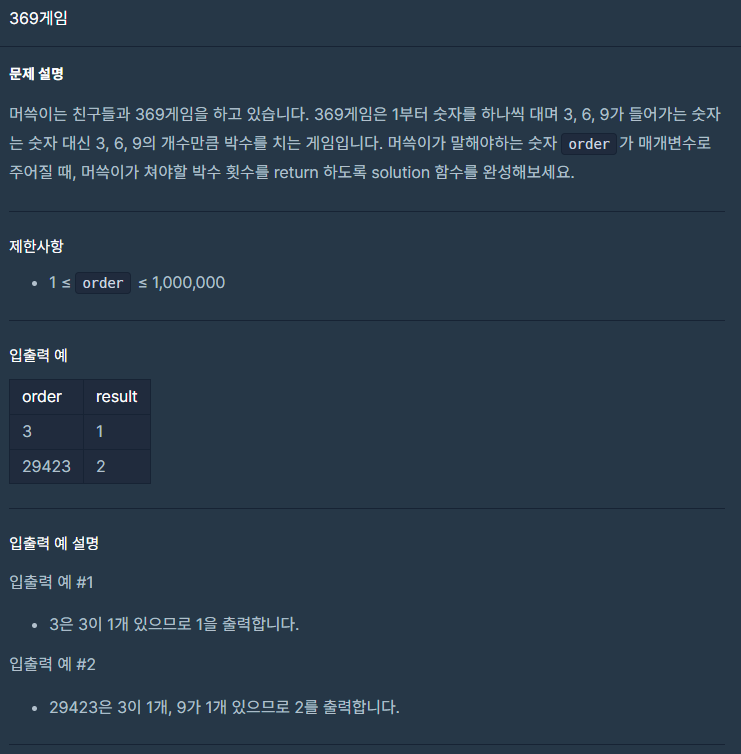 369게임
문제 설명
머쓱이는 친구들과 369게임을 하고 있습니다. 369게임은 1부터 숫자를 하나씩 대며 3, 6, 9가 들어가는 숫자
는 숫자 대신 3, 6, 9의 개수만큼 박수를 치는 게임입니다. 머쓱이가 말해야하는 숫자 order 가 매개변수로
주어질 때, 머쓱이가 쳐야할 박수 횟수를 return 하도록 solution 함수를 완성해보세요.
제한사항
• 1 ≤ order ≤ 1,000,000
입출력 예
order result
3 1
29423 2
입출력 예 설명
입출력 예 #1
• 3은 3이 1개 있으므로 1을 출력합니다.
입출력 예 #2
• 29423은 3이 1개, 9가 1개 있으므로 2를 출력합니다.